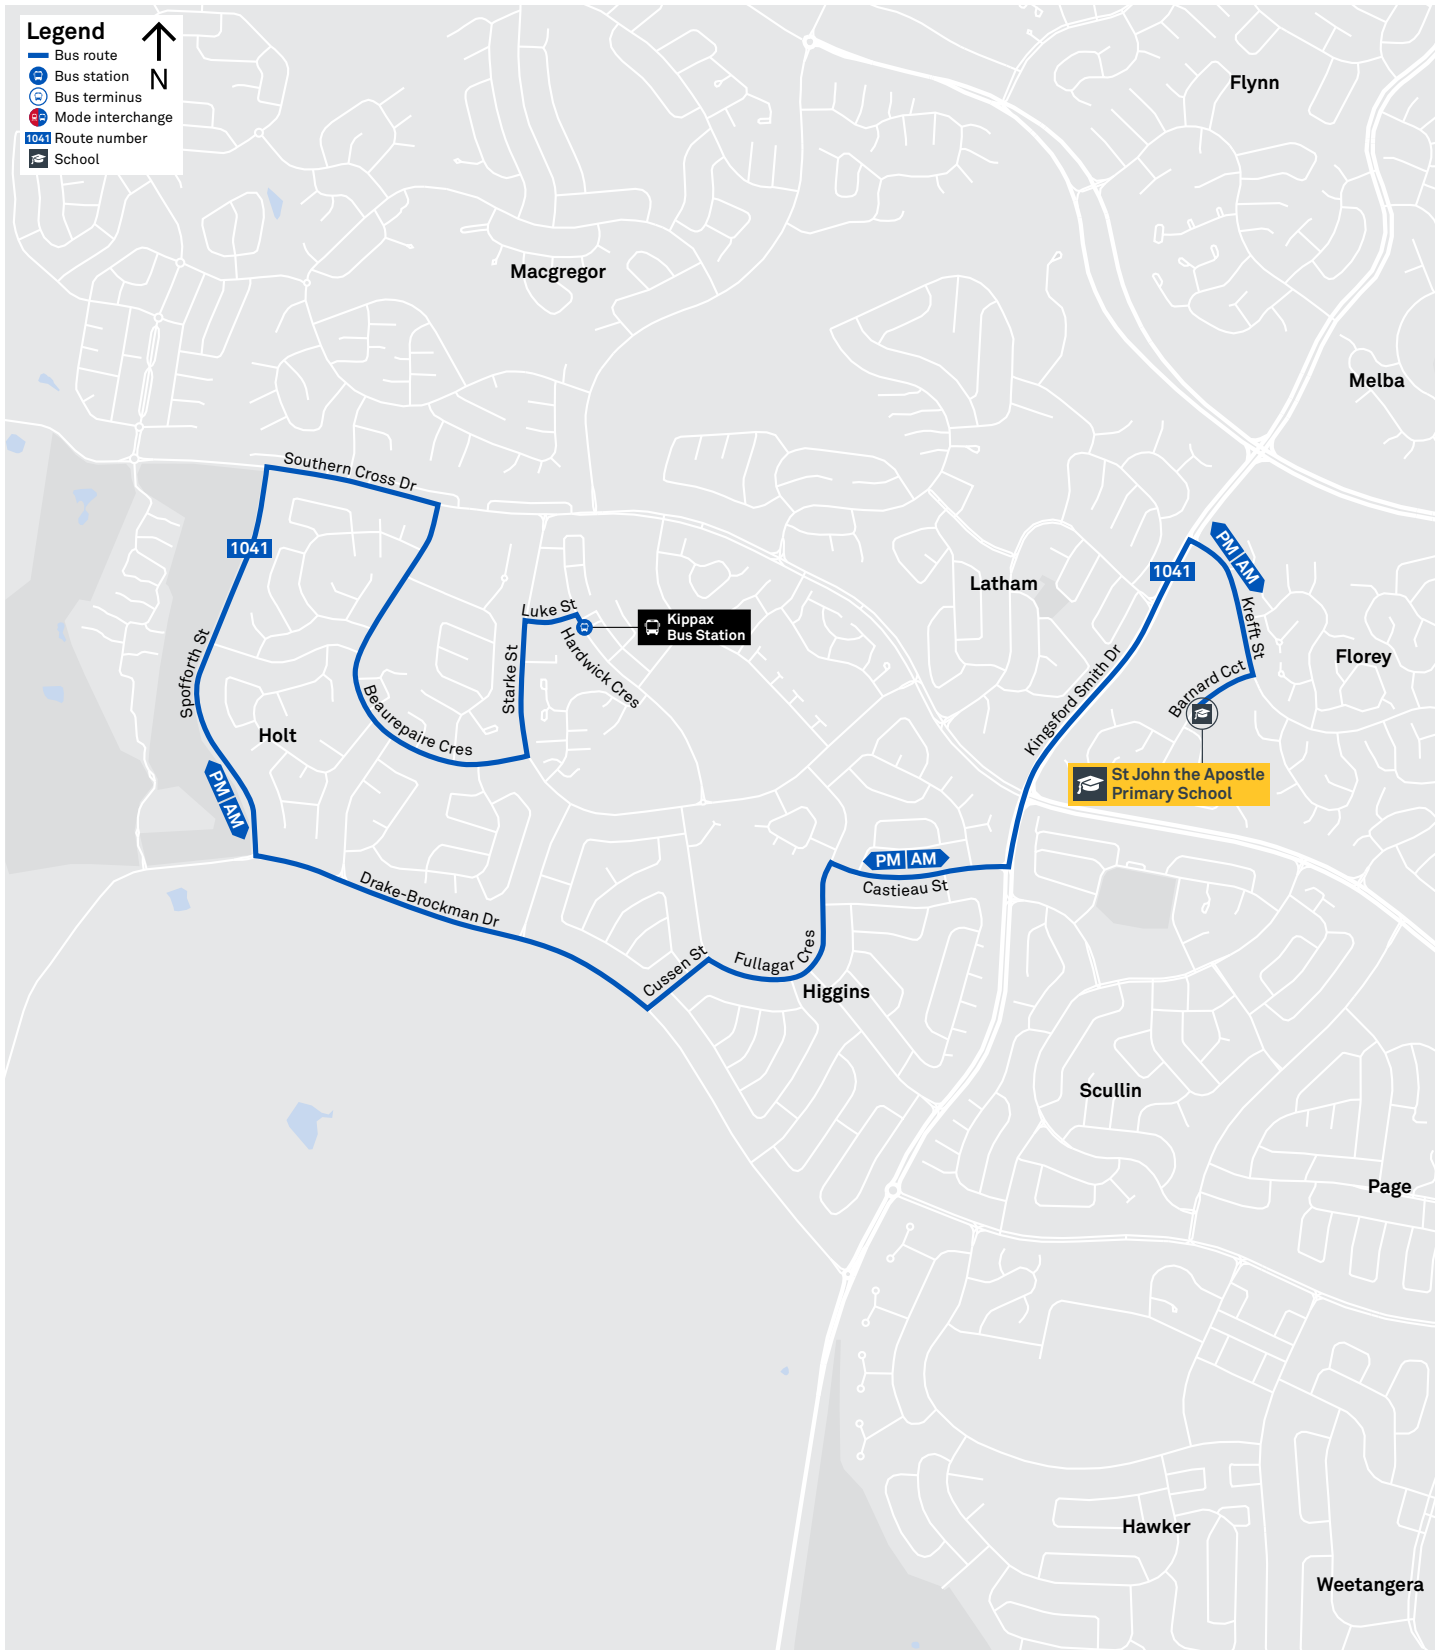 Legend
N
Bus route
Bus station
Bus terminus
Mode interchange
1041 Route number
School
Flynn
Macgregor
Melba
Southern Cross Dr
1041
PM AM
1041
Latham
Luke St
Kippax
Bus Station
Krefft St
Hardwick Cres
Spofforth St
Starke St
Florey
Barnard Cct
Kingsford Smith Dr
Beaurepaire Cres
Holt
St John the Apostle
Primary School
PM AM
PM AM
Castieau St
Drake-Brockman Dr
Cussen St
Fullagar Cres
Higgins
Scullin
Page
Hawker
Weetangera